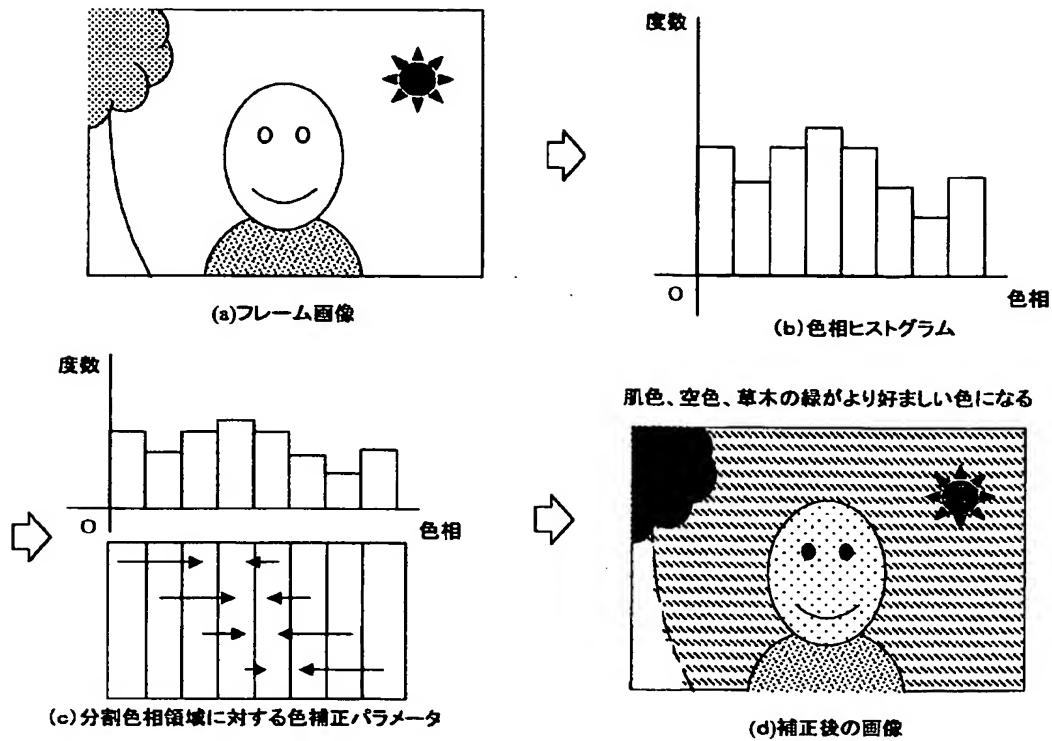 (a)フレーム画像
度数
O
色相
(b)色相ヒストグラム
度数
O
色相
(c)分割色相領域に対する色補正パラメータ
肌色、空色、草木の緑がより好ましい色になる
(d)補正後の画像